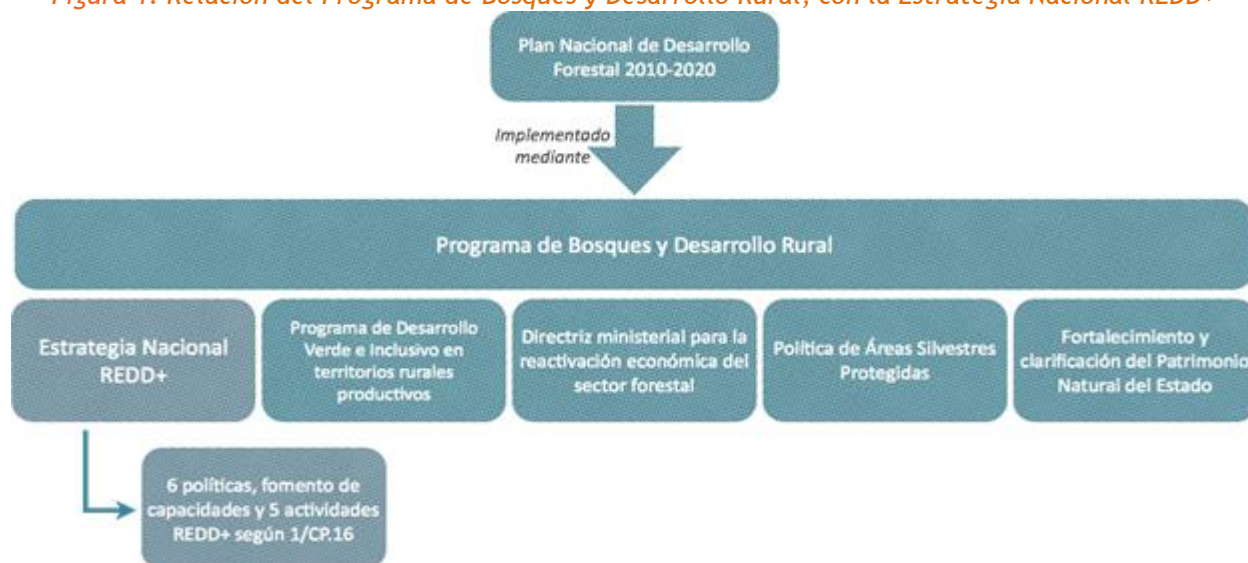 Figura 1. Relación del Programa de Bosques y Desarrollo Rural, con la Estrategia Nacional REDD+
Plan Nacional de Desarrollo
Forestal 2010-2020
Implementado
mediante
Programa de Bosques y Desarrollo Rural
Estrategia Nacional
REDD+
Programa de Desarrollo
Verde e Inclusivo en
territorios rurales
productivos
Directriz ministerial para la
reactivación económica del
sector forestal
Política de Áreas Silvestres
Protegidas
Fortalecimiento y
clarificación del Patrimonio
Natural del Estado
6 políticas, fomento de
capacidades y 5 actividades
REDD+ según 1/CP.16